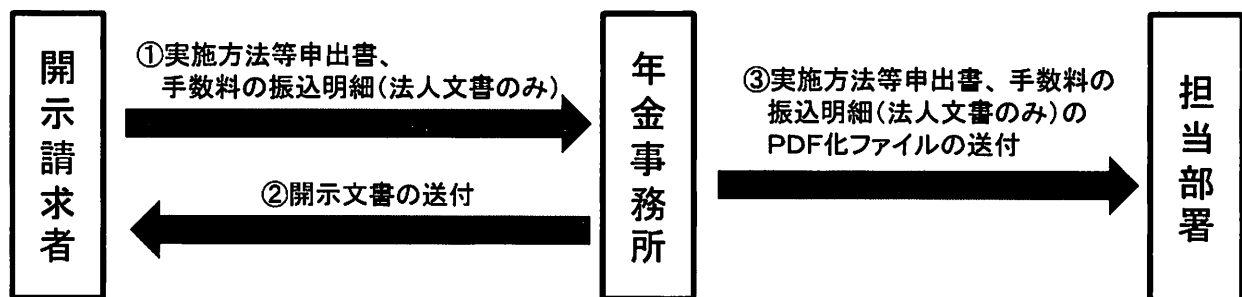 開示請求者
①実施方法等申出書、
手数料の振込明細(法人文書のみ)
②開示文書の送付
年金事務所
③実施方法等申出書、手数料の
振込明細(法人文書のみ)の
PDF化ファイルの送付
担当部署